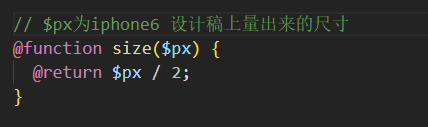 // $px为iphone6 设计稿上量出来的尺寸
@function size($px) {
  @return $px / 2;
}